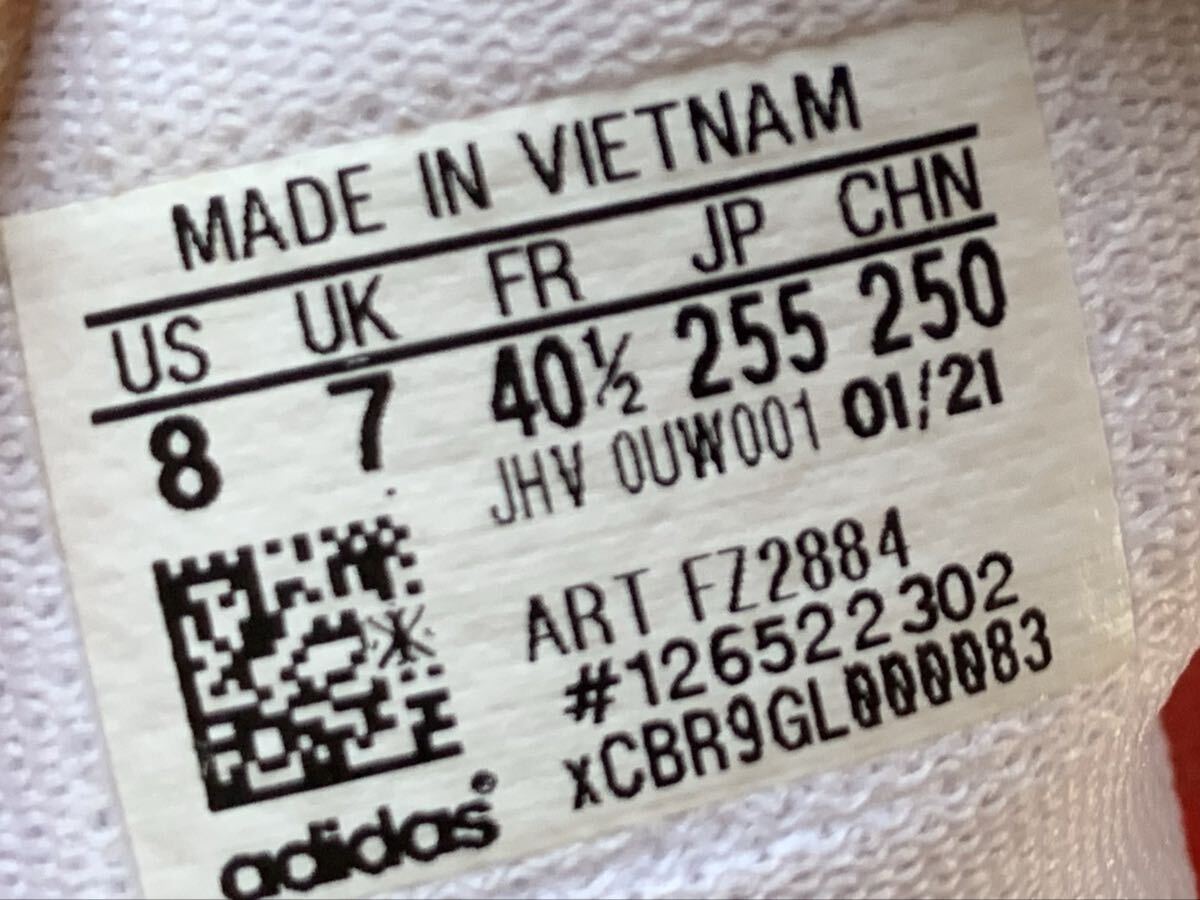 MADE IN VIETNAM
US UK FR JP CHN
8 7 40½ 255 250
JHV 0UW001 01/21
ART FZ2884
#126522302
xCBR9GL000083
adidas®